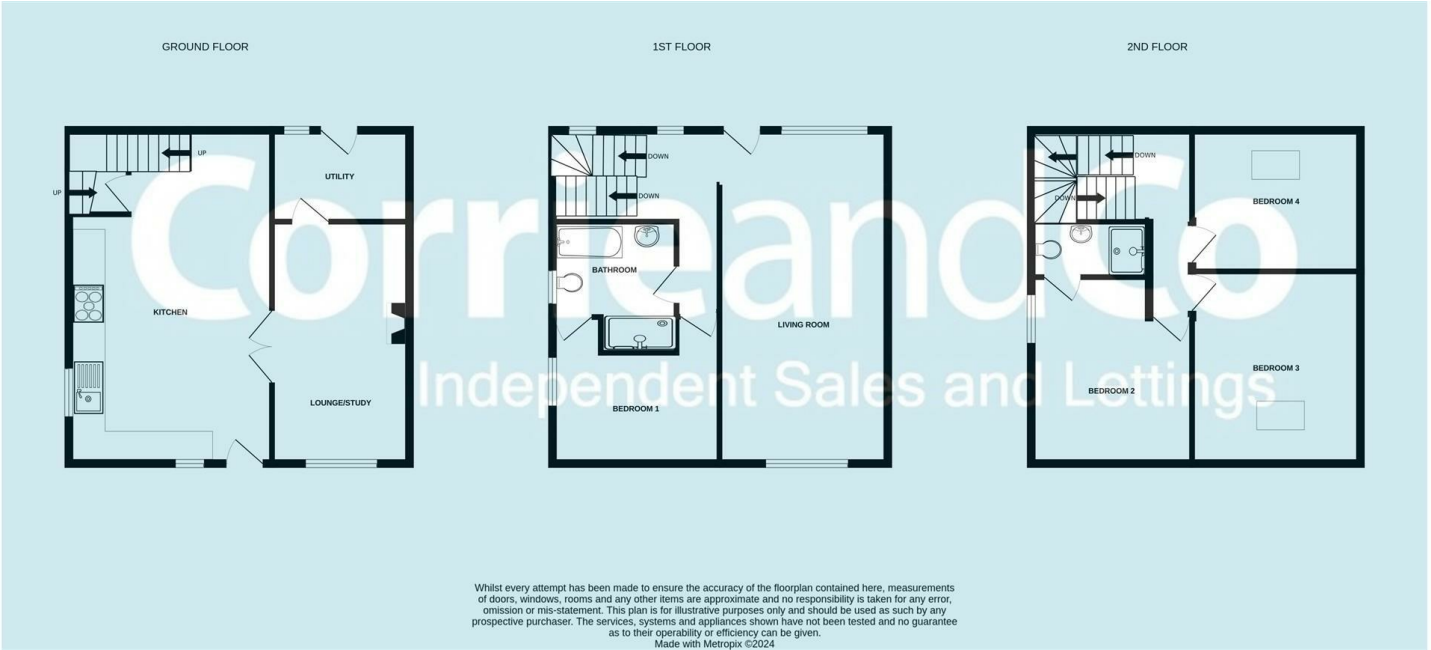 GROUND FLOOR
1ST FLOOR
2ND FLOOR
UP
UP
UTILITY
KITCHEN
LOUNGE/STUDY
DOWN
DOWN
BATHROOM
LIVING ROOM
BEDROOM 1
DOWN
DOWN
BEDROOM 4
BEDROOM 3
BEDROOM 2
CorrieandCo
Independent Sales and Lettings
Whilst every attempt has been made to ensure the accuracy of the floorplan contained here, measurements
of doors, windows, rooms and any other items are approximate and no responsibility is taken for any error,
omission or mis-statement. This plan is for illustrative purposes only and should be used as such by any
prospective purchaser. The services, systems and appliances shown have not been tested and no guarantee
as to their operability or efficiency can be given.
Made with Metropix ©2024